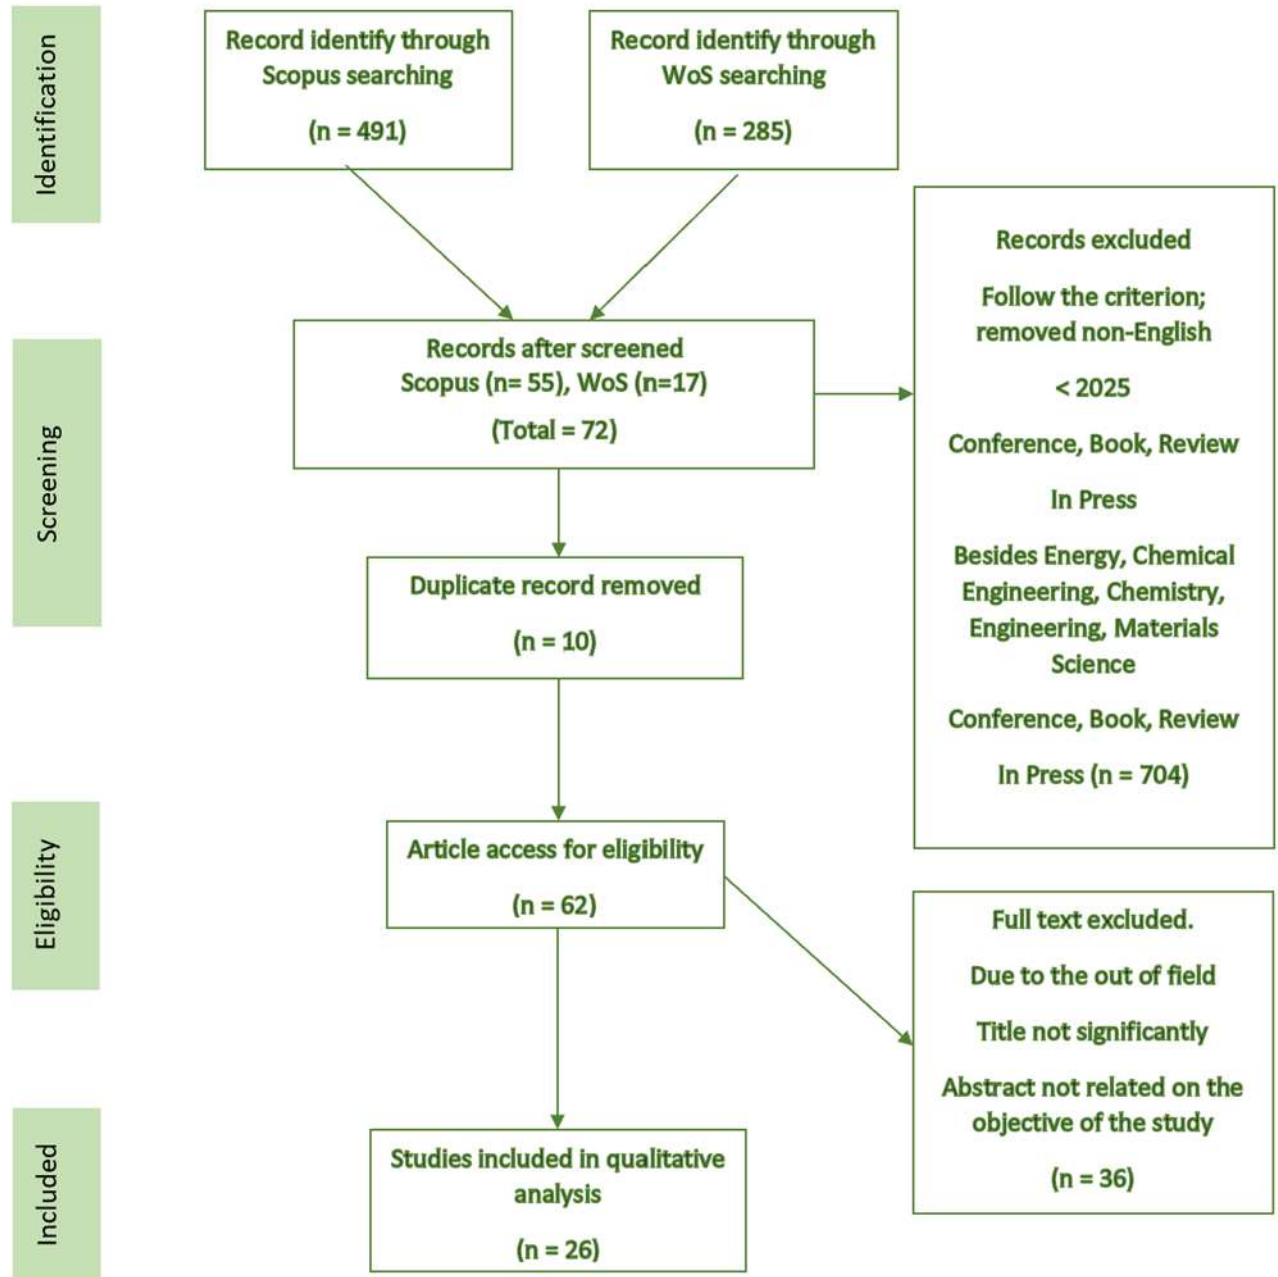 Identification
Record identify through
Scopus searching
(n = 491)
Record identify through
WoS searching
(n = 285)
Records excluded
Follow the criterion;
removed non-English
< 2025
Conference, Book, Review
In Press
Besides Energy, Chemical
Engineering, Chemistry,
Engineering, Materials
Science
Conference, Book, Review
In Press (n = 704)
Screening
Records after screened
Scopus (n= 55), WoS (n=17)
(Total = 72)
Duplicate record removed
(n = 10)
Eligibility
Article access for eligibility
(n = 62)
Full text excluded.
Due to the out of field
Title not significantly
Abstract not related on the
objective of the study
(n = 36)
Included
Studies included in qualitative
analysis
(n = 26)